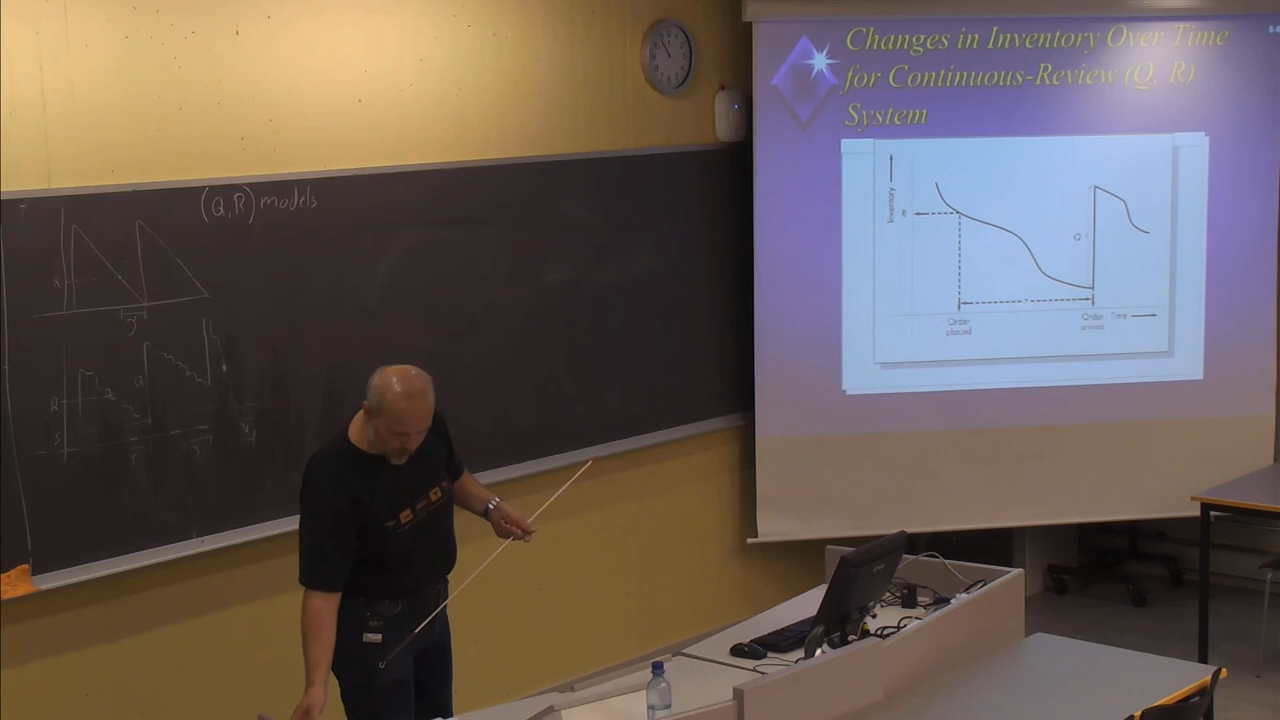 (Q,R) models
R
Q
R
S
Changes in Inventory Over Time
for Continuous-Review (Q, R)
System
Inventory
R
Q
Order
placed
Order
arrives
Time